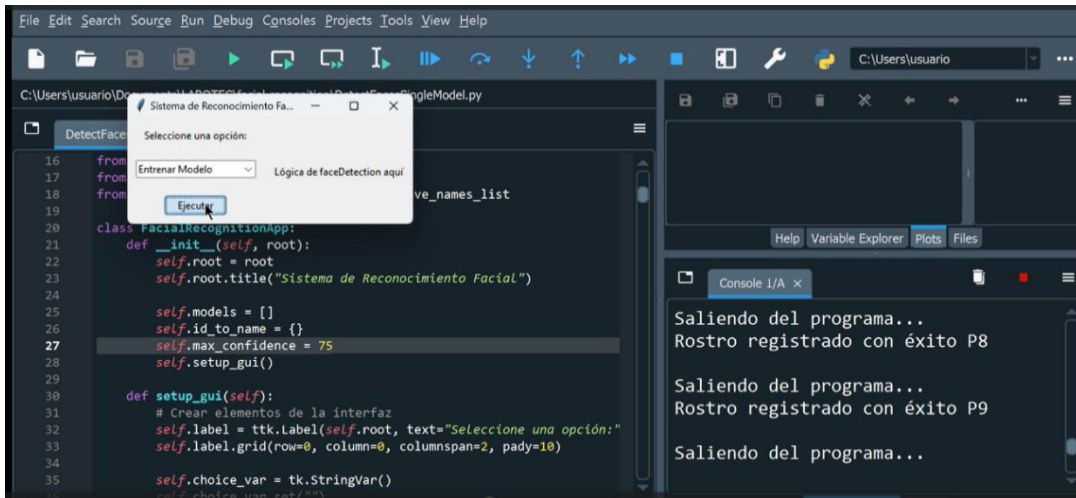 File Edit Search Source Run Debug Consoles Projects Tools View Help
C:\Users\usuario
C:\Users\usuario\Do
ngleModel.py
Sistema de Reconocimiento Fa...
Seleccione una opción:
Entrenar Modelo
Lógica de faceDetection aquí
Ejecutar
DetectFace
16 from
17 from
18 from ve_names_list
19
20 class FacialRecognitionApp:
21 def __init__(self, root):
22 self.root = root
23 self.root.title("Sistema de Reconocimiento Facial")
24
25 self.models = []
26 self.id_to_name = {}
27 self.max_confidence = 75
28 self.setup_gui()
29
30 def setup_gui(self):
31 # Crear elementos de la interfaz
32 self.label = ttk.Label(self.root, text="Seleccione una opción:"
33 self.label.grid(row=0, column=0, columnspan=2, pady=10)
34
35 self.choice_var = tk.StringVar()
self.choice_var.set("")
Help Variable Explorer Plots Files
Console 1/A
Saliendo del programa...
Rostro registrado con éxito P8
Saliendo del programa...
Rostro registrado con éxito P9
Saliendo del programa...